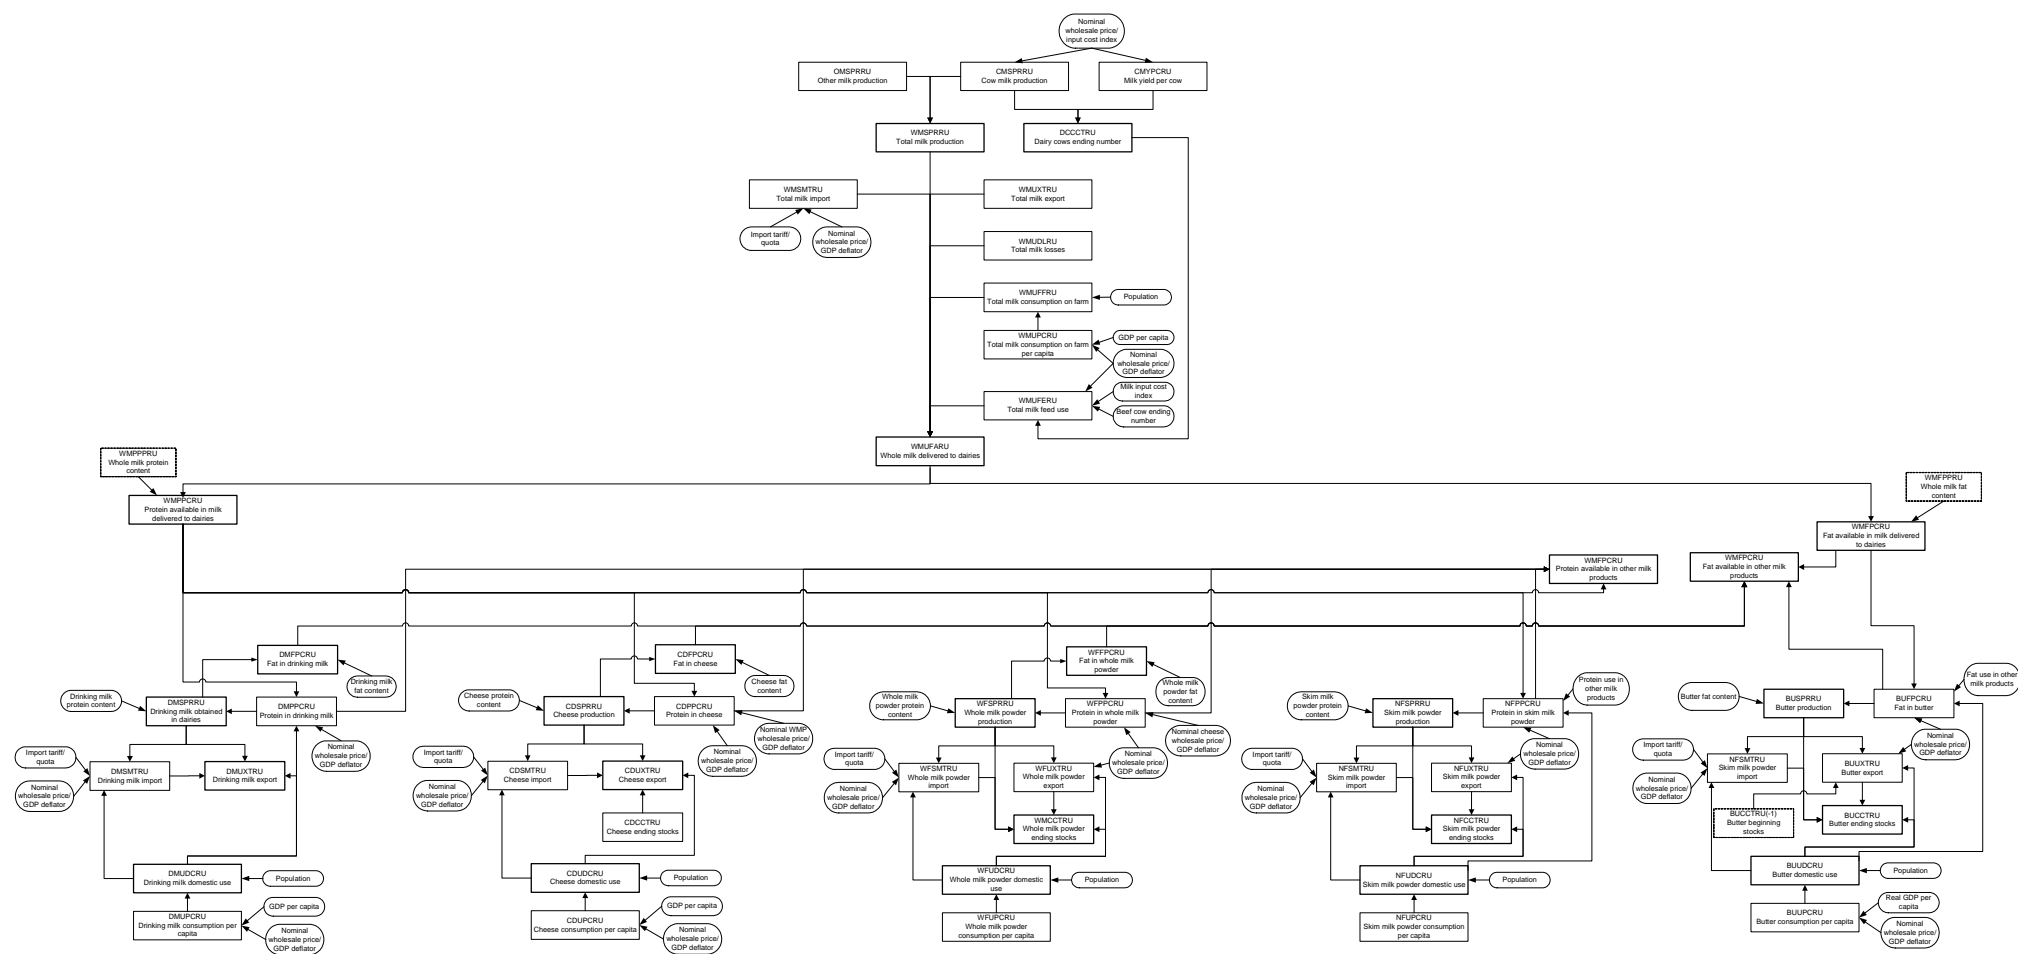 Nominal
wholesale price/
input cost index
OMSPRRU
Other milk production
CMSPRRU
Cow milk production
CMYPCRU
Milk yield per cow
WMSPRRU
Total milk production
DCCCTRU
Dairy cows ending number
WMSMTRU
Total milk import
WMUXTRU
Total milk export
Import tariff/
quota
Nominal
wholesale price/
GDP deflator
WMUDLRU
Total milk losses
WMUFFRU
Total milk consumption on farm
Population
WMUPCRU
Total milk consumption on farm
per capita
GDP per capita
Nominal
wholesale price/
GDP deflator
WMUFERU
Total milk feed use
Milk input cost
index
Beef cow ending
number
WMUFARU
Whole milk delivered to dairies
WMPPPRU
Whole milk protein
content
WMPPCRU
Protein available in milk
delivered to dairies
WMFPPRU
Whole milk fat
content
WMFPCRU
Fat available in milk delivered
to dairies
WMFPCRU
Protein available in other milk
products
WMFPCRU
Fat available in other milk
products
DMFPCRU
Fat in drinking milk
Drinking milk
fat content
Drinking milk
protein content
DMSPRRU
Drinking milk obtained
in dairies
DMPPCRU
Protein in drinking milk
Nominal
wholesale price/
GDP deflator
Import tariff/
quota
Nominal
wholesale price/
GDP deflator
DMSMTRU
Drinking milk import
DMUXTRU
Drinking milk export
DMUDCRU
Drinking milk domestic use
Population
DMUPCRU
Drinking milk consumption per
capita
GDP per capita
Nominal
wholesale price/
GDP deflator
CDFPCRU
Fat in cheese
Cheese fat
content
Cheese protein
content
CDSPRRU
Cheese production
CDPPCRU
Protein in cheese
Nominal WMP
wholesale price/
GDP deflator
Nominal
wholesale price/
GDP deflator
Import tariff/
quota
Nominal
wholesale price/
GDP deflator
CDSMTRU
Cheese import
CDUXTRU
Cheese export
CDCCTRU
Cheese ending stocks
CDUDCRU
Cheese domestic use
Population
CDUPCRU
Cheese consumption per capita
GDP per capita
Nominal
wholesale price/
GDP deflator
WFFPCRU
Fat in whole milk
powder
Whole milk
powder fat
content
Whole milk
powder protein
content
WFSPRRU
Whole milk powder
production
WFPPCRU
Protein in whole milk
powder
Nominal cheese
wholesale price/
GDP deflator
Nominal
wholesale price/
GDP deflator
Import tariff/
quota
Nominal
wholesale price/
GDP deflator
WFSMTRU
Whole milk powder
import
WFUXTRU
Whole milk powder
export
WMCCTRU
Whole milk powder
ending stocks
WFUDCRU
Whole milk powder domestic
use
Population
WFUPCRU
Whole milk powder
consumption per capita
Skim milk
powder protein
content
NFSPRRU
Skim milk powder
production
NFPPCRU
Protein in skim milk
powder
Protein use in
other milk
products
Nominal
wholesale price/
GDP deflator
Import tariff/
quota
Nominal
wholesale price/
GDP deflator
NFSMTRU
Skim milk powder
import
NFUXTRU
Skim milk powder
export
NFCCTRU
Skim milk powder
ending stocks
NFUDCRU
Skim milk powder domestic use
Population
NFUPCRU
Skim milk powder consumption
per capita
Butter fat content
BUSPRRU
Butter production
BUFPCRU
Fat in butter
Fat use in other
milk products
Nominal
wholesale price/
GDP deflator
Import tariff/
quota
Nominal
wholesale price/
GDP deflator
NFSMTRU
Skim milk powder
import
BUUXTRU
Butter export
BUCCTRU(-1)
Butter beginning
stocks
BUCCTRU
Butter ending stocks
BUUDCRU
Butter domestic use
Population
BUUPCRU
Butter consumption per capita
Real GDP per
capita
Nominal
wholesale price/
GDP deflator